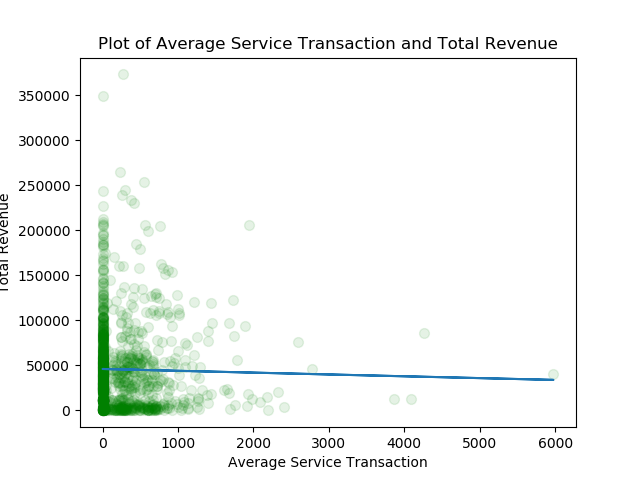 Plot of Average Service Transaction and Total Revenue
350000
300000
250000
200000
150000
100000
50000
0
Total Revenue
0 1000 2000 3000 4000 5000 6000
Average Service Transaction